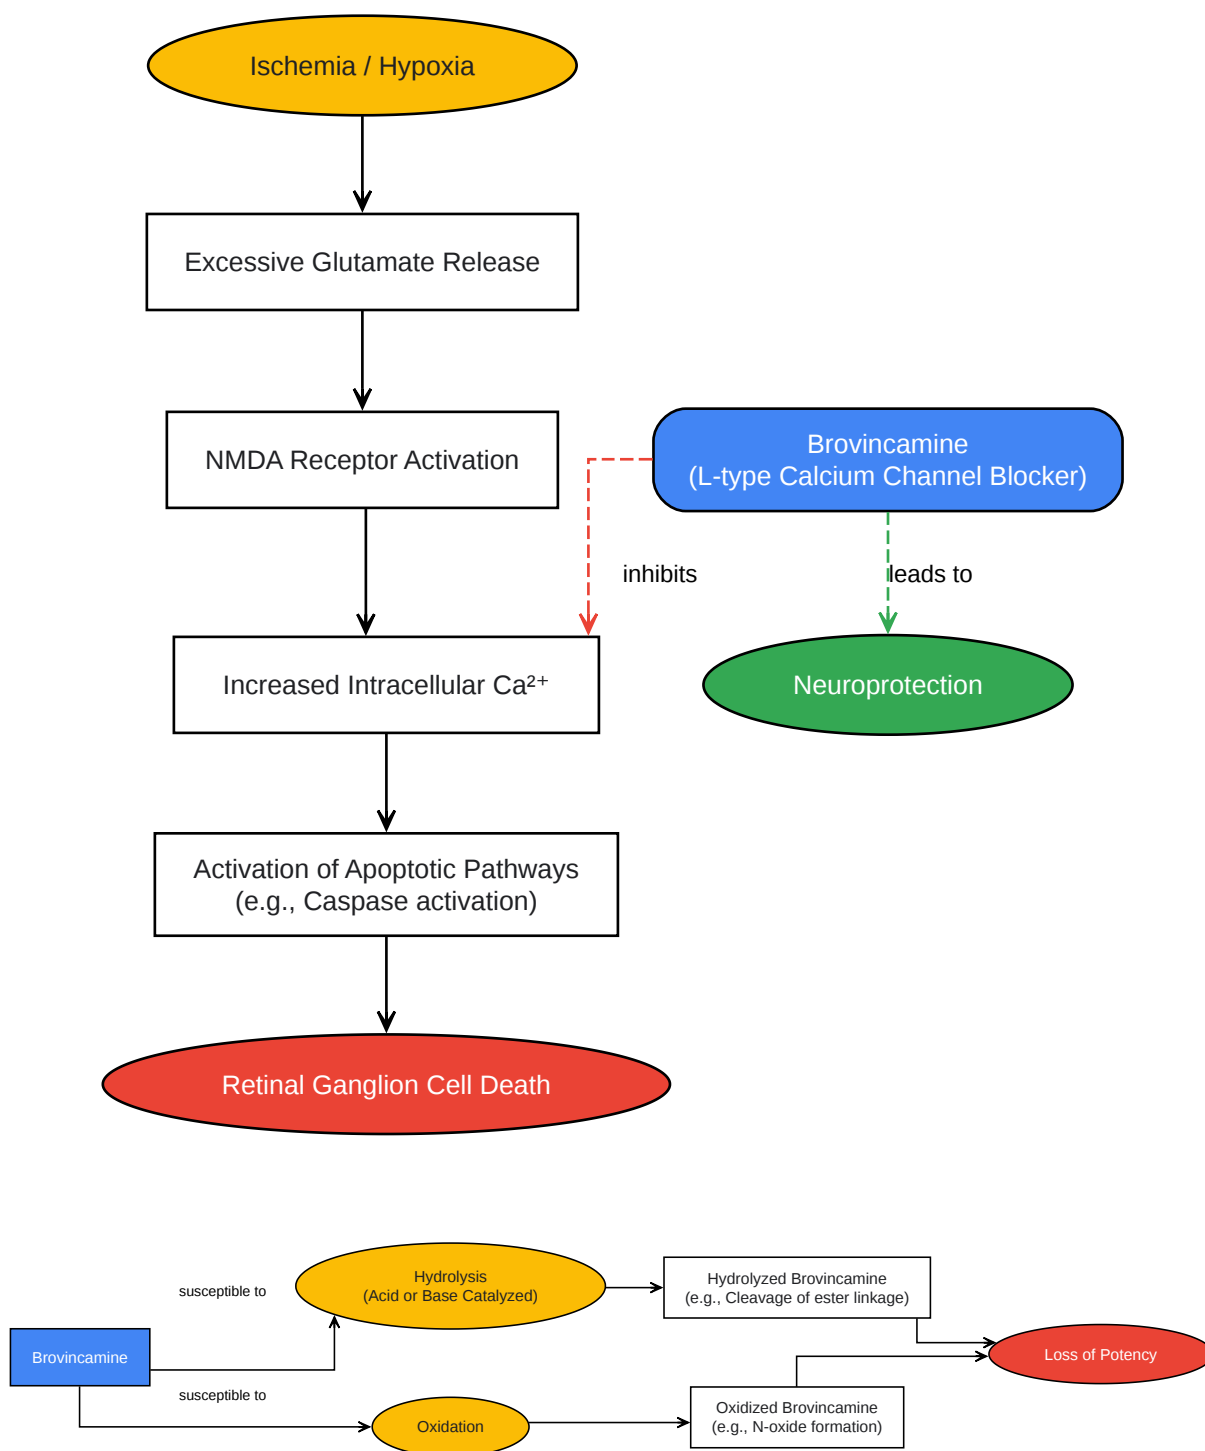 Ischemia / Hypoxia
Excessive Glutamate Release
NMDA Receptor Activation
Brovincamine
(L-type Calcium Channel Blocker)
inhibits
leads to
Increased Intracellular Ca²⁺
Neuroprotection
Activation of Apoptotic Pathways
(e.g., Caspase activation)
Retinal Ganglion Cell Death
susceptible to
Hydrolysis
(Acid or Base Catalyzed)
Hydrolyzed Brovincamine
(e.g., Cleavage of ester linkage)
Brovincamine
Loss of Potency
susceptible to
Oxidation
Oxidized Brovincamine
(e.g., N-oxide formation)